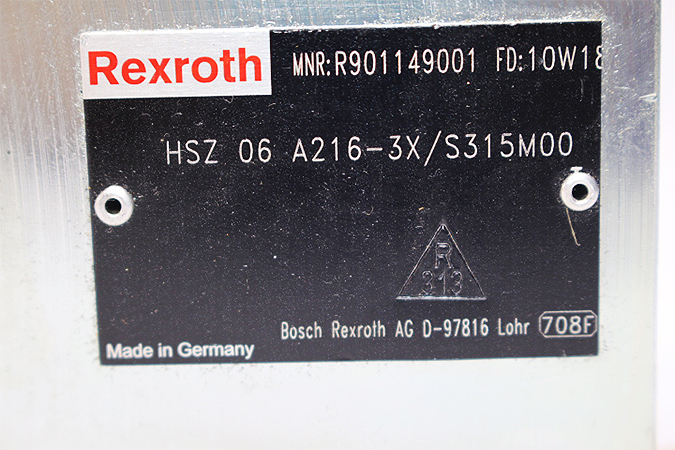 Rexroth MNR:R901149001 FD:10W18
HSZ 06 A216-3X/S315M00
R
313
Bosch Rexroth AG D-97816 Lohr 708F
Made in Germany